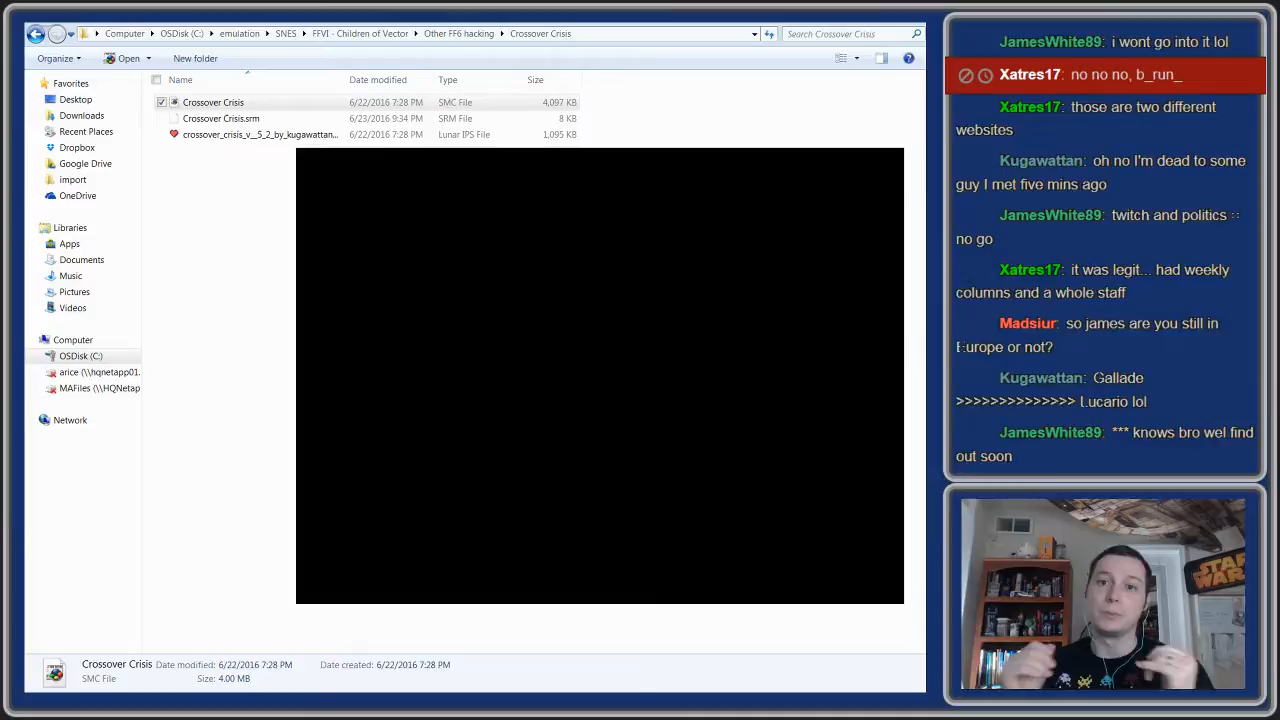 Computer ▸ OSDisk (C:) ▸ emulation ▸ SNES ▸ FFVI - Children of Vector ▸ Other FF6 hacking ▸ Crossover Crisis
Search Crossover Crisis
Organize
Open
New folder
Name
Date modified
Type
Size
Crossover Crisis 6/22/2016 7:28 PM SMC File 4,097 KB
Crossover Crisis.srm 6/23/2016 9:34 PM SRM File 8 KB
crossover_crisis_v__5_2_by_kugawattan... 6/22/2016 7:28 PM Lunar IPS File 1,095 KB
Favorites
Desktop
Downloads
Recent Places
Dropbox
Google Drive
import
OneDrive
Libraries
Apps
Documents
Music
Pictures
Videos
Computer
OSDisk (C:)
arice (\\hqnetapp01.
MAFiles (\\HQNetap
Network
Crossover Crisis Date modified: 6/22/2016 7:28 PM Date created: 6/22/2016 7:28 PM
SMC File Size: 4.00 MB
JamesWhite89: i wont go into it lol
Xatres17: no no no, b_run_
Xatres17: those are two different
websites
Kugawattan: oh no I'm dead to some
guy I met five mins ago
JamesWhite89: twitch and politics ::
no go
Xatres17: it was legit... had weekly
columns and a whole staff
Madsiur: so james are you still in
Europe or not?
Kugawattan: Gallade
>>>>>>>>>>>>>> Lucario lol
JamesWhite89: *** knows bro wel find
out soon
STAR
WARS